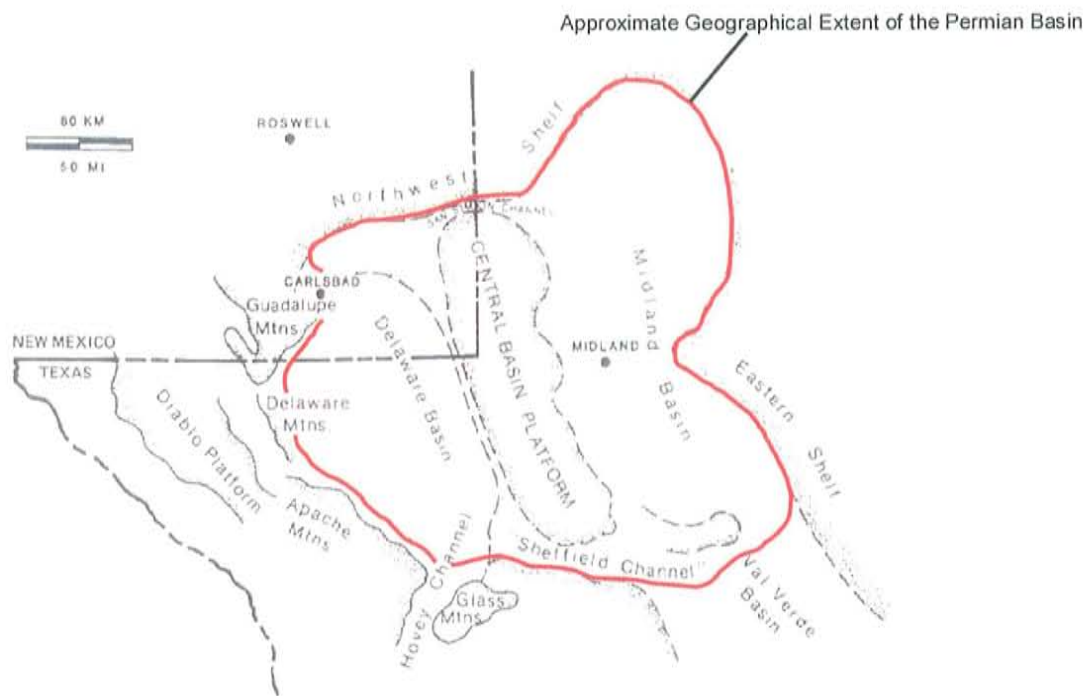 Approximate Geographical Extent of the Permian Basin
60 KM
50 MI
ROSWELL
Northwest Shelf
CHANNEL
CARLSBAD
Guadalupe
Mtns
NEW MEXICO
TEXAS
Delaware
Mtns
Diablo Platform
Apache
Mtns
Delaware Basin
CENTRAL BASIN PLATFORM
MIDLAND
Midland Basin
Eastern Shelf
Sheffield Channel"
Val Verde
Basin
Hovey Channel
Glass
Mtns